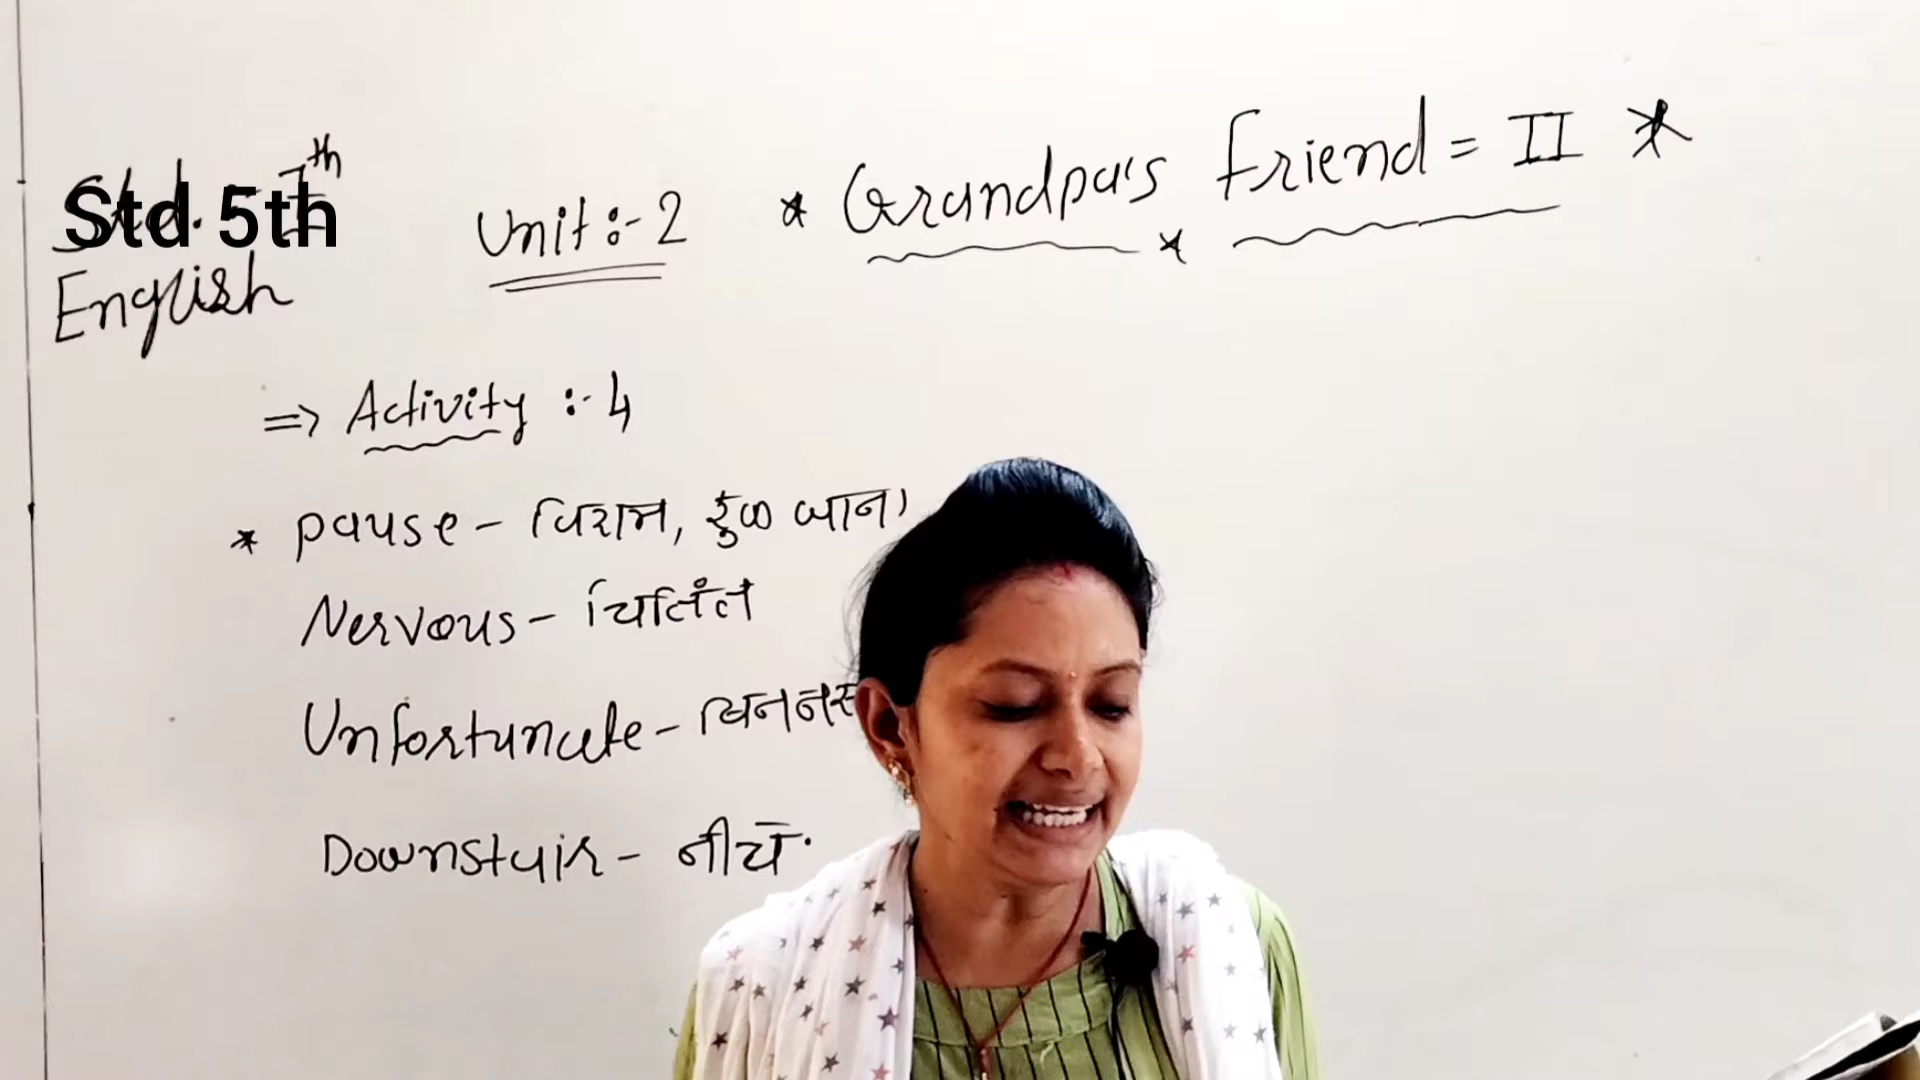 Std 5th
English
Unit :- 2
* Grandpa's Friend = II *
⇒ Activity :- 4
* Pause - विराम, जाना
Nervous - चितिंत
Unfortunate -
Downstair - नीचे.